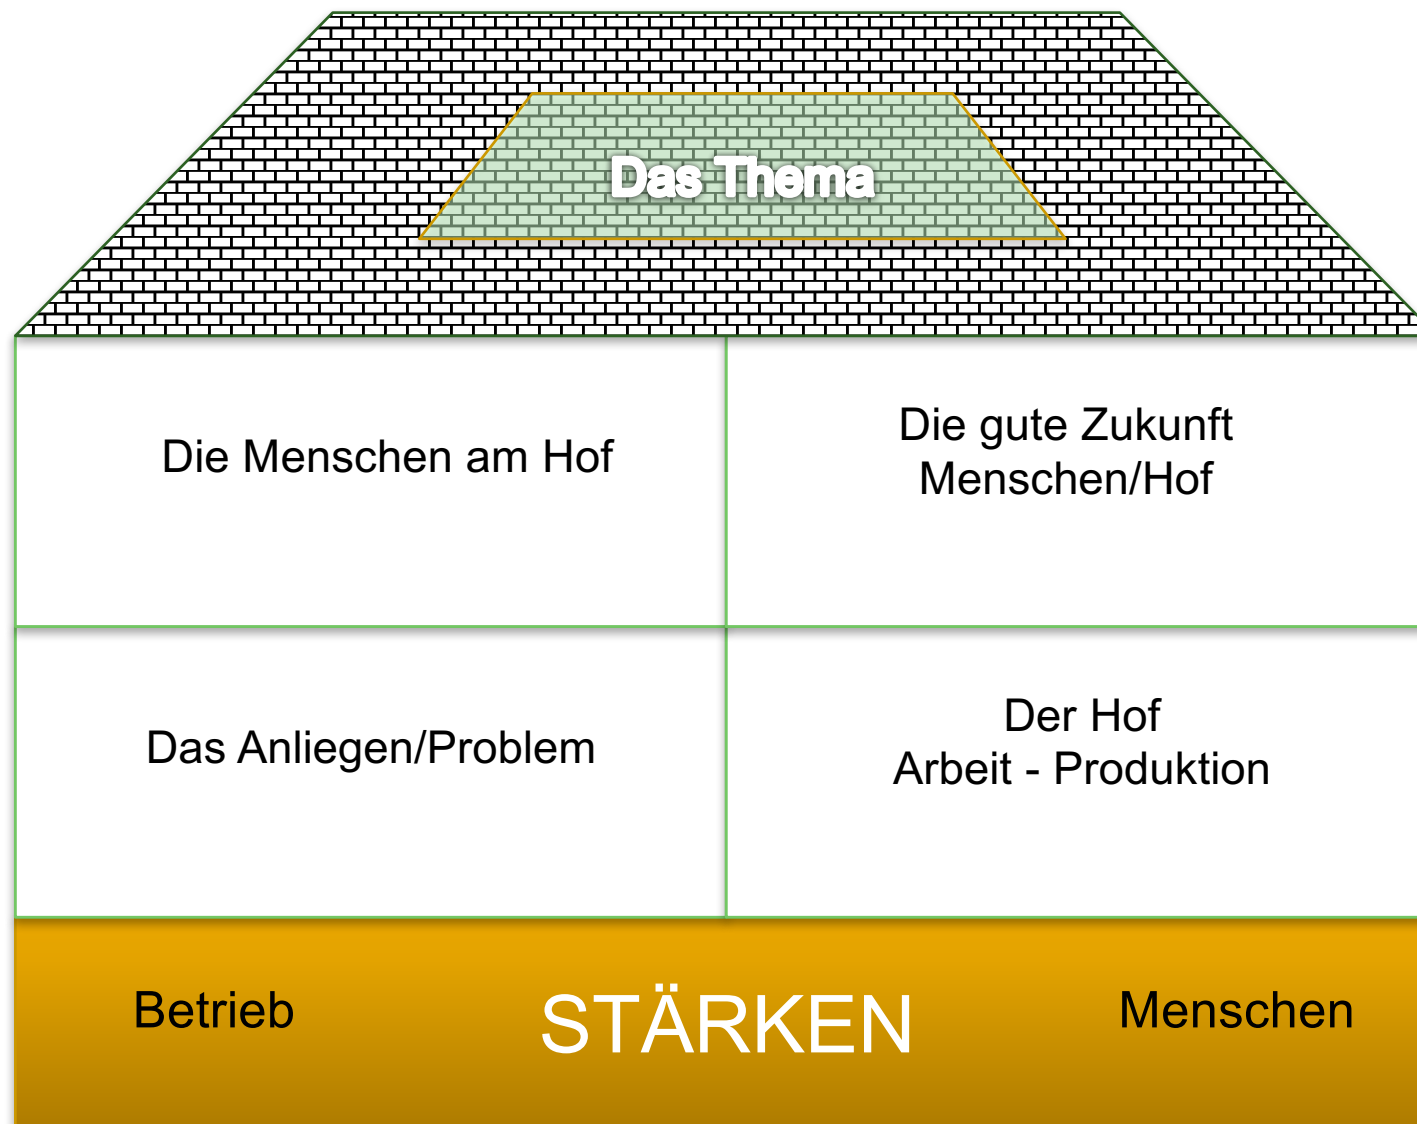 Das Thema
Die Menschen am Hof
Die gute Zukunft
Menschen/Hof
Das Anliegen/Problem
Der Hof
Arbeit - Produktion
Betrieb
STÄRKEN
Menschen